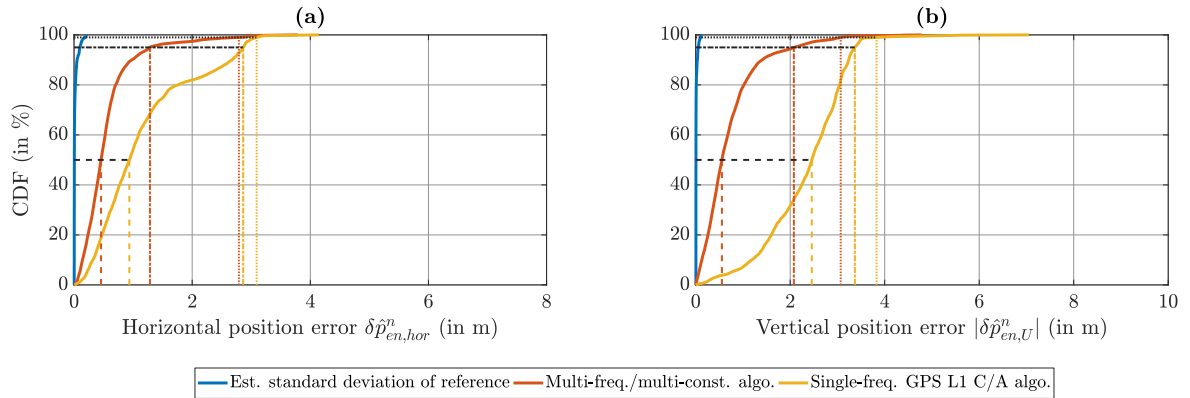 (a)
(b)
100
80
60
40
20
0
CDF (in %)
0 2 4 6 8
Horizontal position error δp̂ⁿ_{en,hor} (in m)
100
80
60
40
20
0
0 2 4 6 8 10
Vertical position error |δp̂ⁿ_{en,U}| (in m)
Est. standard deviation of reference Multi-freq./multi-const. algo. Single-freq. GPS L1 C/A algo.